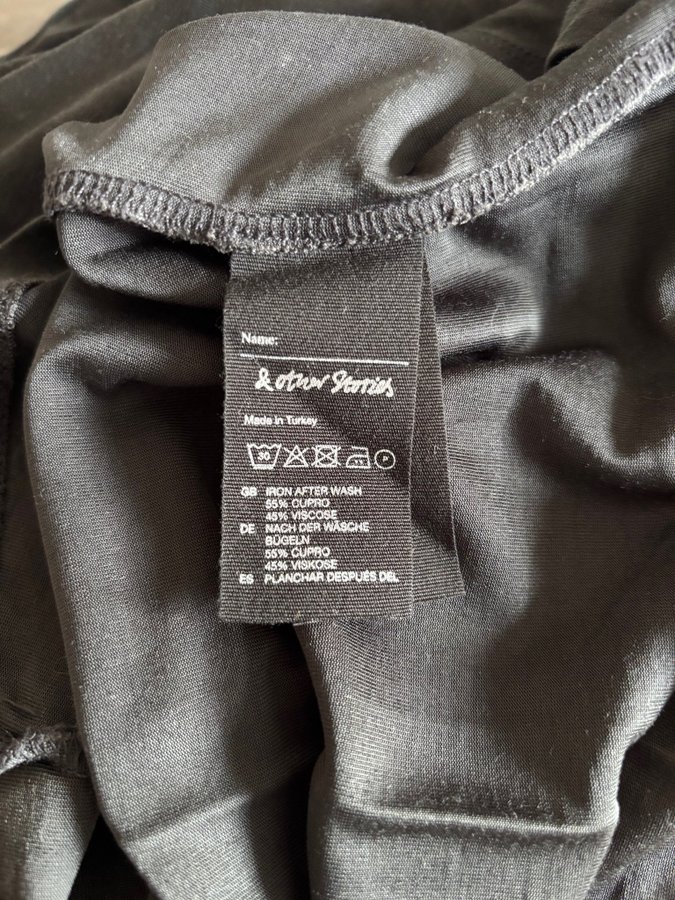 Name:
& other Stories
Made in Turkey
30 P
GB IRON AFTER WASH
55% CUPRO
45% VISCOSE
DE NACH DER WÄSCHE
BÜGELN
55% CUPRO
45% VISKOSE
ES PLANCHAR DESPUÉS DEL